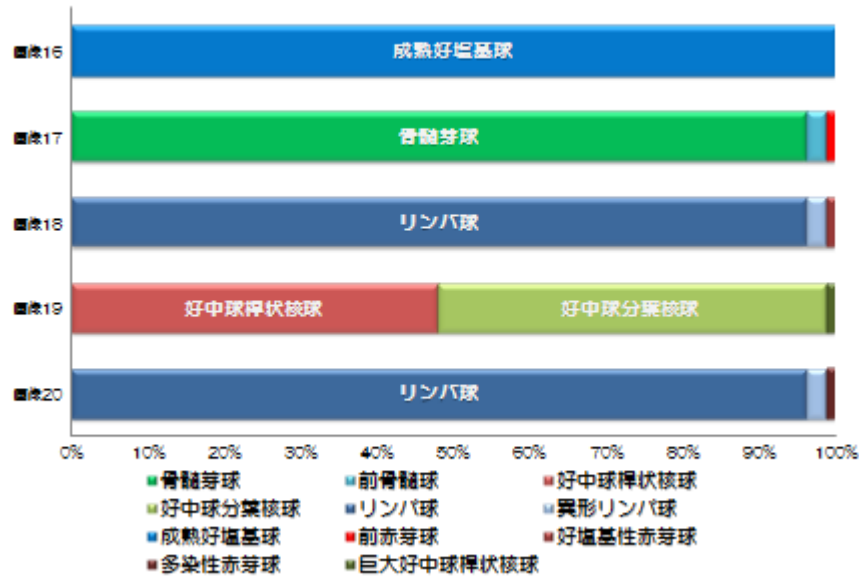 画像16 成熟好塩基球
画像17 骨髄芽球
画像18 リンパ球
画像19 好中球桿状核球 好中球分葉核球
画像20 リンパ球
0% 10% 20% 30% 40% 50% 60% 70% 80% 90% 100%
骨髄芽球 前骨髄球 好中球桿状核球
好中球分葉核球 リンパ球 異形リンパ球
成熟好塩基球 前赤芽球 好塩基性赤芽球
多染性赤芽球 巨大好中球桿状核球